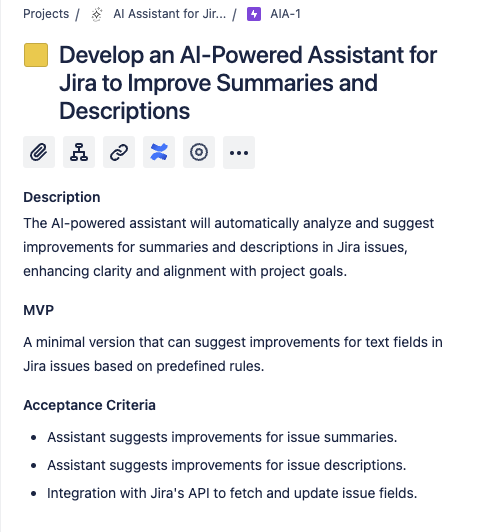 Projects / AI Assistant for Jir... / AIA-1
Develop an AI-Powered Assistant for
Jira to Improve Summaries and
Descriptions
Description
The AI-powered assistant will automatically analyze and suggest
improvements for summaries and descriptions in Jira issues,
enhancing clarity and alignment with project goals.
MVP
A minimal version that can suggest improvements for text fields in
Jira issues based on predefined rules.
Acceptance Criteria
• Assistant suggests improvements for issue summaries.
• Assistant suggests improvements for issue descriptions.
• Integration with Jira's API to fetch and update issue fields.